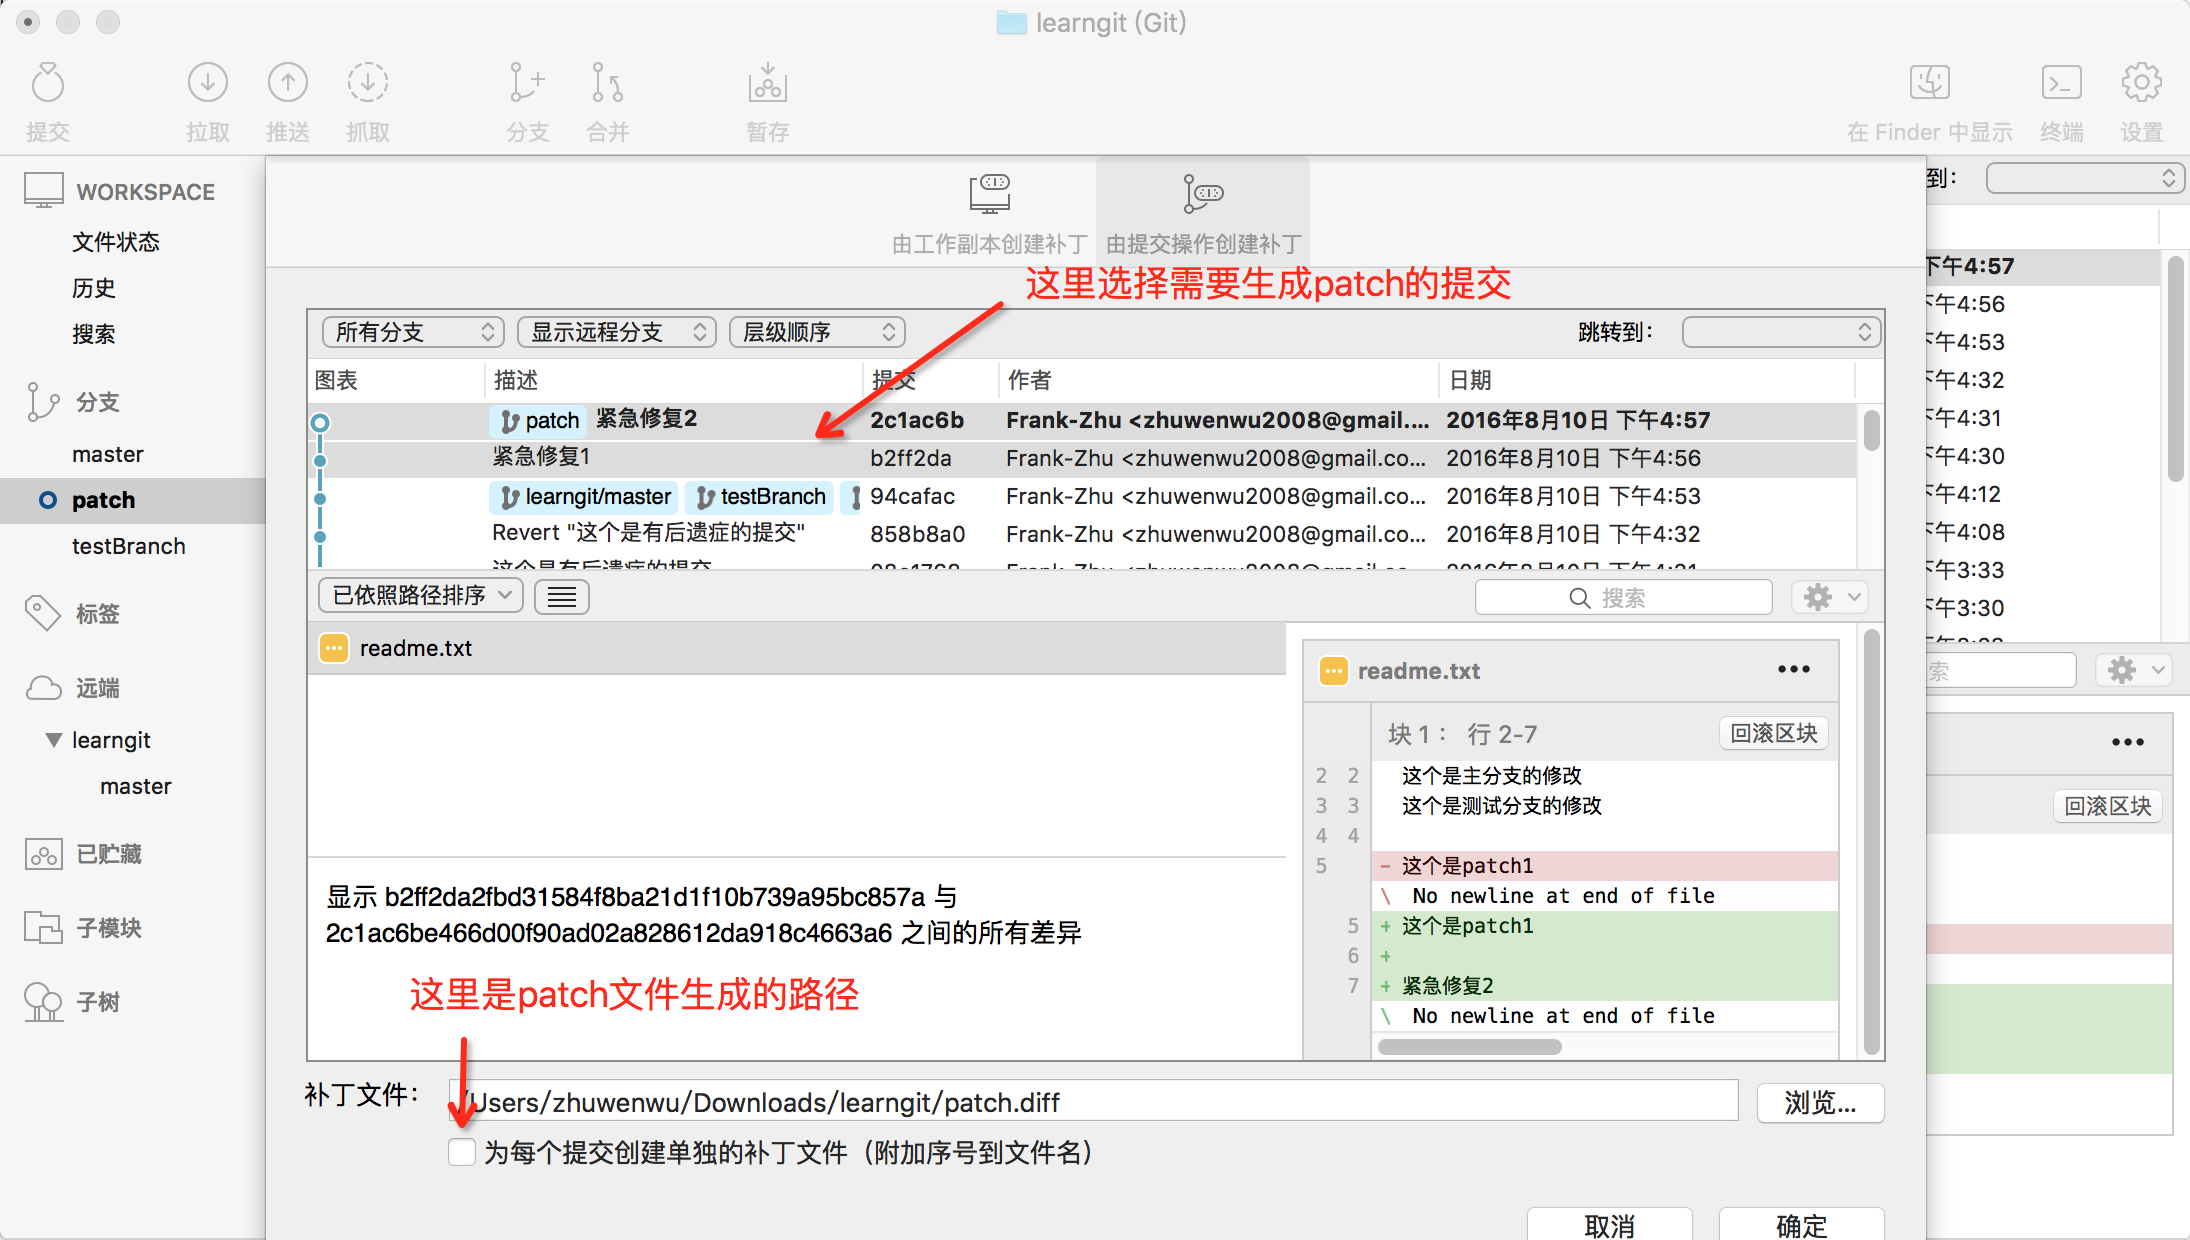 learngit (Git)
提交
拉取
推送
抓取
分支
合并
暂存
在 Finder 中显示
终端
设置
WORKSPACE
文件状态
历史
搜索
分支
master
patch
testBranch
标签
远端
learngit
master
已贮藏
子模块
子树
由工作副本创建补丁
由提交操作创建补丁
这里选择需要生成patch的提交
所有分支
显示远程分支
层级顺序
跳转到：
图表 描述 提交 作者 日期
patch 紧急修复2 2c1ac6b Frank-Zhu <zhuwenwu2008@gmail.... 2016年8月10日 下午4:57
紧急修复1 b2ff2da Frank-Zhu <zhuwenwu2008@gmail.co... 2016年8月10日 下午4:56
learngit/master testBranch 94cafac Frank-Zhu <zhuwenwu2008@gmail.co... 2016年8月10日 下午4:53
Revert "这个是有后遗症的提交" 858b8a0 Frank-Zhu <zhuwenwu2008@gmail.co... 2016年8月10日 下午4:32
这个是有后遗症的提交
已依照路径排序
搜索
readme.txt
readme.txt
块 1： 行 2-7
回滚区块
2 2 这个是主分支的修改
3 3 这个是测试分支的修改
4 4
5 - 这个是patch1
\ No newline at end of file
5 + 这个是patch1
6 +
7 + 紧急修复2
\ No newline at end of file
显示 b2ff2da2fbd31584f8ba21d1f10b739a95bc857a 与
2c1ac6be466d00f90ad02a828612da918c4663a6 之间的所有差异
这里是patch文件生成的路径
补丁文件：
/Users/zhuwenwu/Downloads/learngit/patch.diff
浏览...
为每个提交创建单独的补丁文件（附加序号到文件名）
取消
确定
到：
下午4:57
下午4:56
下午4:53
下午4:32
下午4:31
下午4:30
下午4:12
下午4:08
下午3:33
下午3:30
索
回滚区块